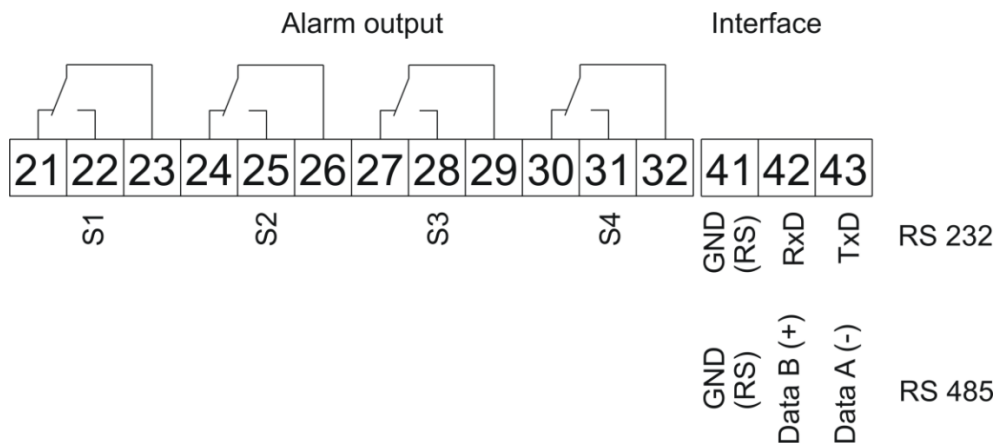 Alarm output Interface
21 22 23 24 25 26 27 28 29 30 31 32 41 42 43
S1 S2 S3 S4 GND (RS) RxD TxD RS 232
GND (RS) Data B (+) Data A (-) RS 485